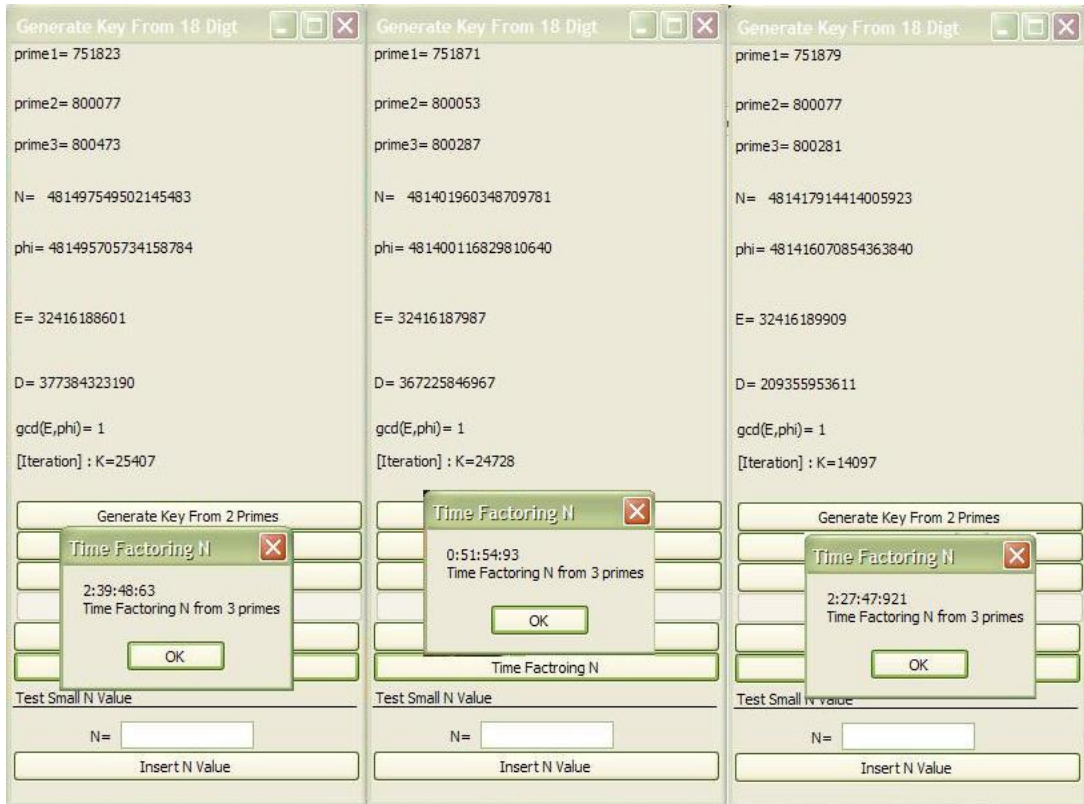 Generate Key From 18 Digt
prime1= 751823
prime2= 800077
prime3= 800473
N= 481497549502145483
phi= 481495705734158784
E= 32416188601
D= 377384323190
gcd(E,phi)= 1
[Iteration] : K=25407
Generate Key From 2 Primes
Time Factoring N
2:39:48:63
Time Factoring N from 3 primes
OK
Test Small N Value
N=
Insert N Value
Generate Key From 18 Digt
prime1= 751871
prime2= 800053
prime3= 800287
N= 481401960348709781
phi= 481400116829810640
E= 32416187987
D= 367225846967
gcd(E,phi)= 1
[Iteration] : K=24728
Time Factoring N
0:51:54:93
Time Factoring N from 3 primes
OK
Time Factroing N
Test Small N Value
N=
Insert N Value
Generate Key From 18 Digt
prime1= 751879
prime2= 800077
prime3= 800281
N= 481417914414005923
phi= 481416070854363840
E= 32416189909
D= 209355953611
gcd(E,phi)= 1
[Iteration] : K=14097
Generate Key From 2 Primes
Time Factoring N
2:27:47:921
Time Factoring N from 3 primes
OK
Test Small N Value
N=
Insert N Value